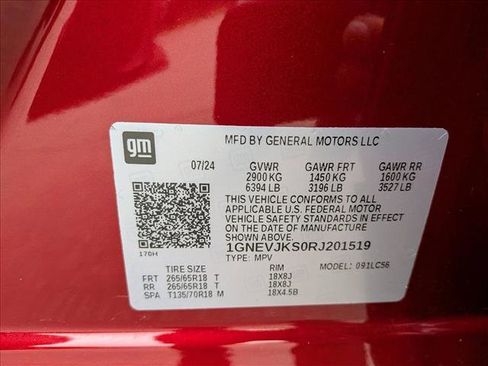 gm
MFD BY GENERAL MOTORS LLC
07/24 GVWR GAWR FRT GAWR RR
2900 KG 1450 KG 1600 KG
6394 LB 3196 LB 3527 LB
THIS VEHICLE CONFORMS TO ALL
APPLICABLE U.S. FEDERAL MOTOR
VEHICLE SAFETY STANDARDS IN EFFECT
ON THE DATE OF MANUFACTURE
SHOWN ABOVE.
1GNEVJKS0RJ201519
170H TYPE: MPV MODEL: 091LC56
TIRE SIZE RIM
FRT 265/65R18 T 18X8J
RR 265/65R18 T 18X8J
SPA T135/70R18 M 18X4.5B